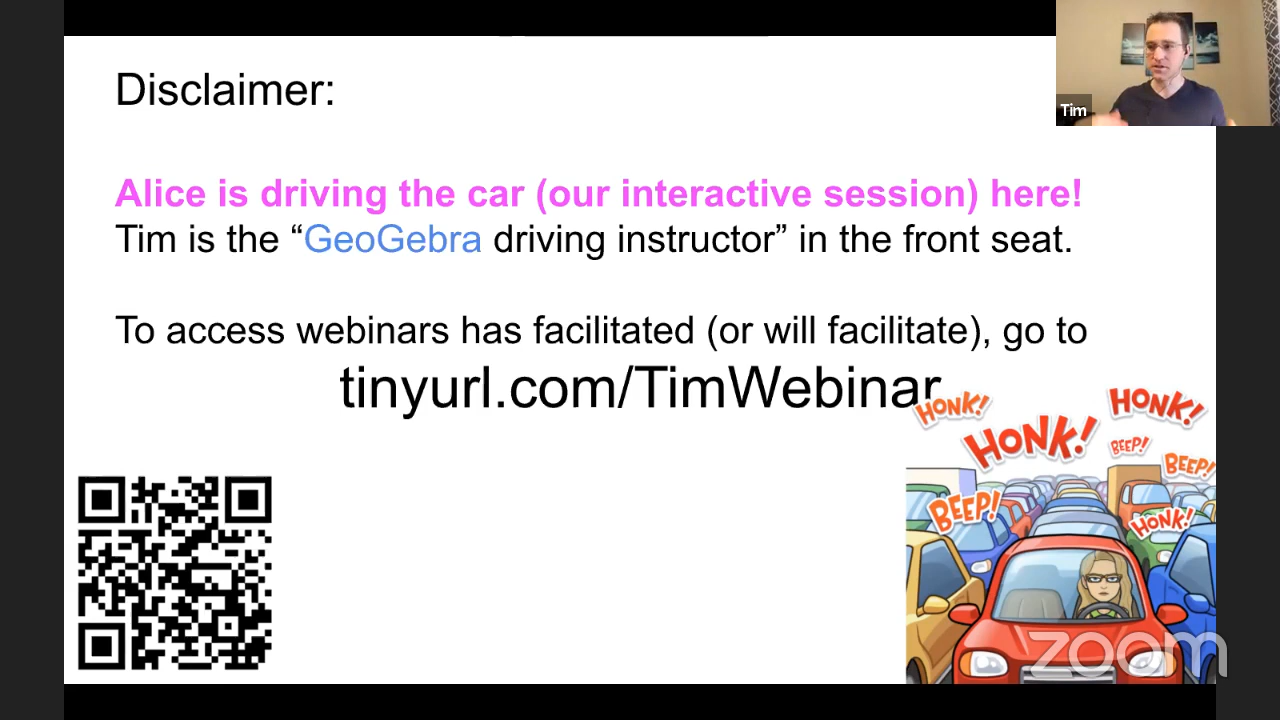 Disclaimer:
Tim
Alice is driving the car (our interactive session) here!
Tim is the “GeoGebra driving instructor” in the front seat.
To access webinars has facilitated (or will facilitate), go to
tinyurl.com/TimWebinar
HONK!
HONK!
HONK!
BEEP!
BEEP!
BEEP!
HONK!
zoom